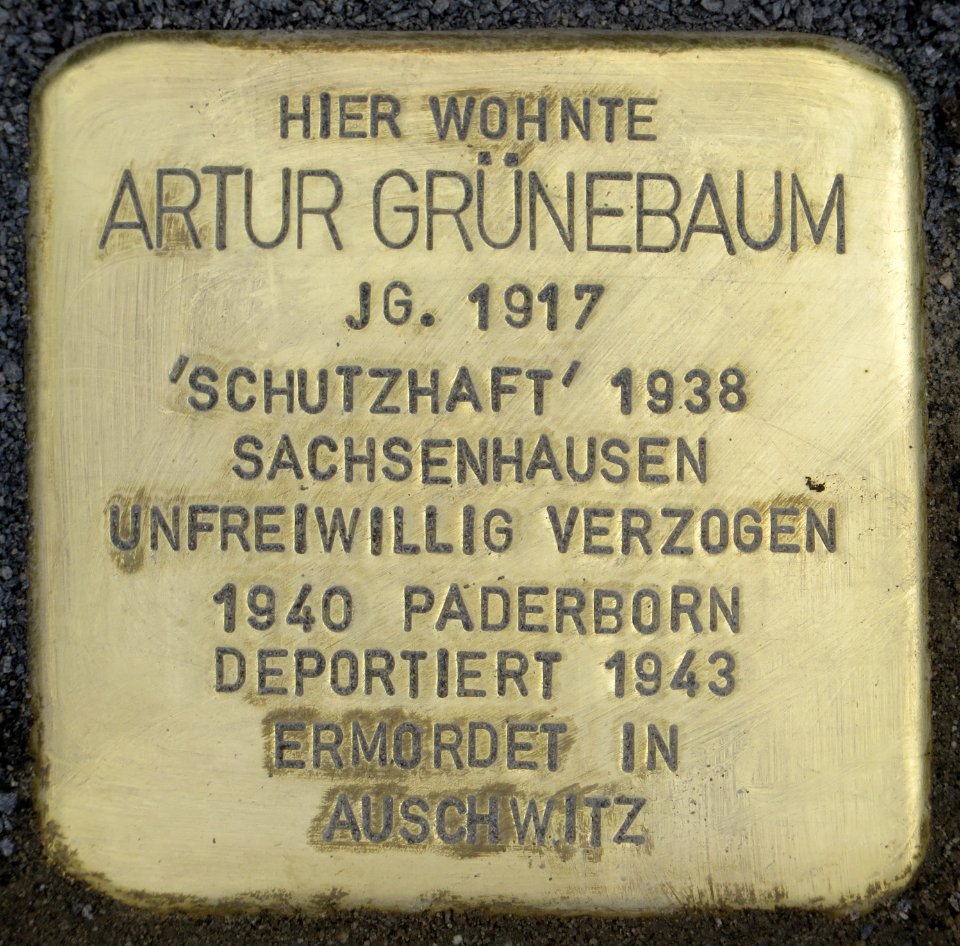 HIER WOHNTE
ARTUR GRÜNEBAUM
JG. 1917
'SCHUTZHAFT' 1938
SACHSENHAUSEN
UNFREIWILLIG VERZOGEN
1940 PADERBORN
DEPORTIERT 1943
ERMORDET IN
AUSCHWITZ